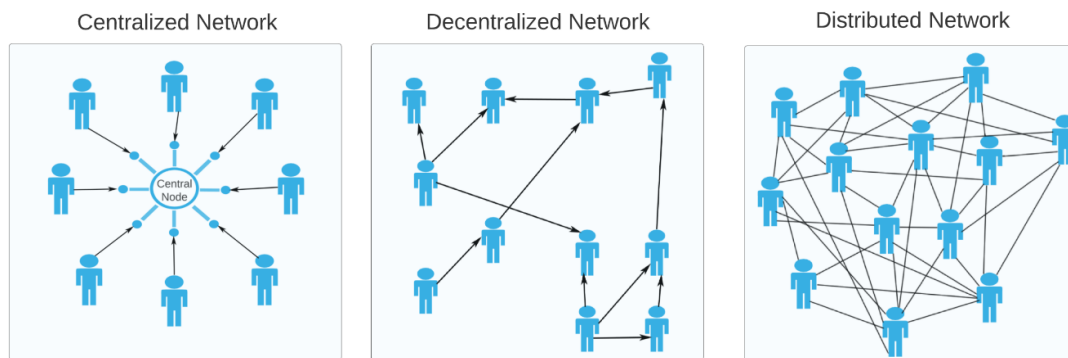 Centralized Network
Decentralized Network
Distributed Network
Central
Node